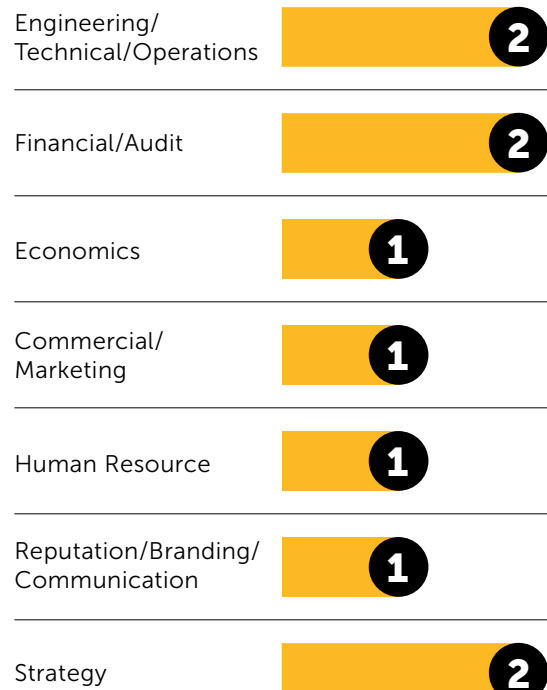 Engineering/
Technical/Operations
2
Financial/Audit
2
Economics
1
Commercial/
Marketing
1
Human Resource
1
Reputation/Branding/
Communication
1
Strategy
2